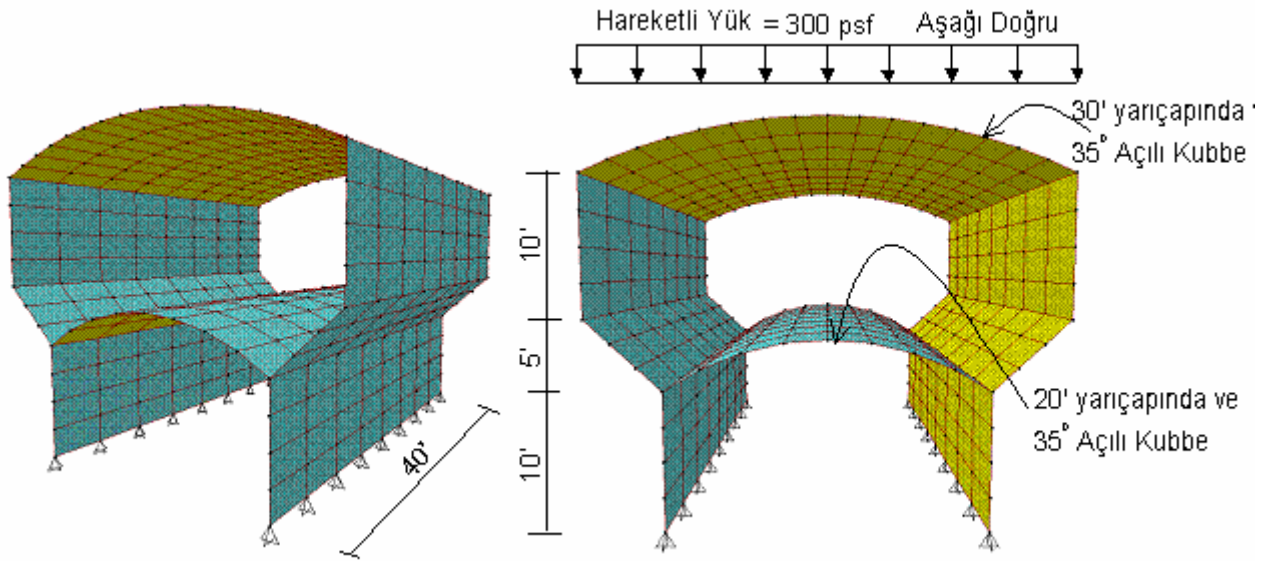 Hareketli Yük = 300 psf Aşağı Doğru
30' yarıçapında
35° Açılı Kubbe
10'
5'
10'
40'
20' yarıçapında ve
35° Açılı Kubbe